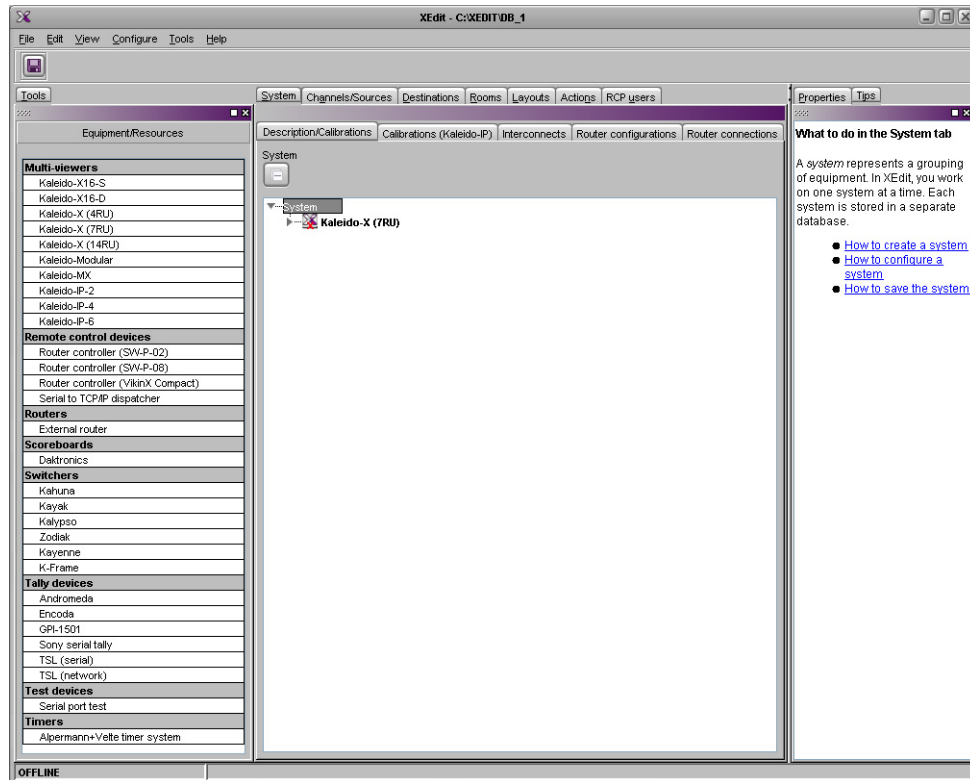 XEdit - C:\XEDIT\DB_1
File Edit View Configure Tools Help
Tools
Equipment/Resources
Multi-viewers
Kaleido-X16-S
Kaleido-X16-D
Kaleido-X (4RU)
Kaleido-X (7RU)
Kaleido-X (14RU)
Kaleido-Modular
Kaleido-MX
Kaleido-IP-2
Kaleido-IP-4
Kaleido-IP-6
Remote control devices
Router controller (SW-P-02)
Router controller (SW-P-08)
Router controller (VikinX Compact)
Serial to TCP/IP dispatcher
Routers
External router
Scoreboards
Daktronics
Switchers
Kahuna
Kayak
Kalypso
Zodiak
Kayenne
K-Frame
Tally devices
Andromeda
Encoda
GPI-1501
Sony serial tally
TSL (serial)
TSL (network)
Test devices
Serial port test
Timers
Alpermann+Velte timer system
System Channels/Sources Destinations Rooms Layouts Actions RCP users
Description/Calibrations Calibrations (Kaleido-IP) Interconnects Router configurations Router connections
System
System
Kaleido-X (7RU)
Properties Tips
What to do in the System tab
A system represents a grouping
of equipment. In XEdit, you work
on one system at a time. Each
system is stored in a separate
database.
How to create a system
How to configure a
system
How to save the system
OFFLINE